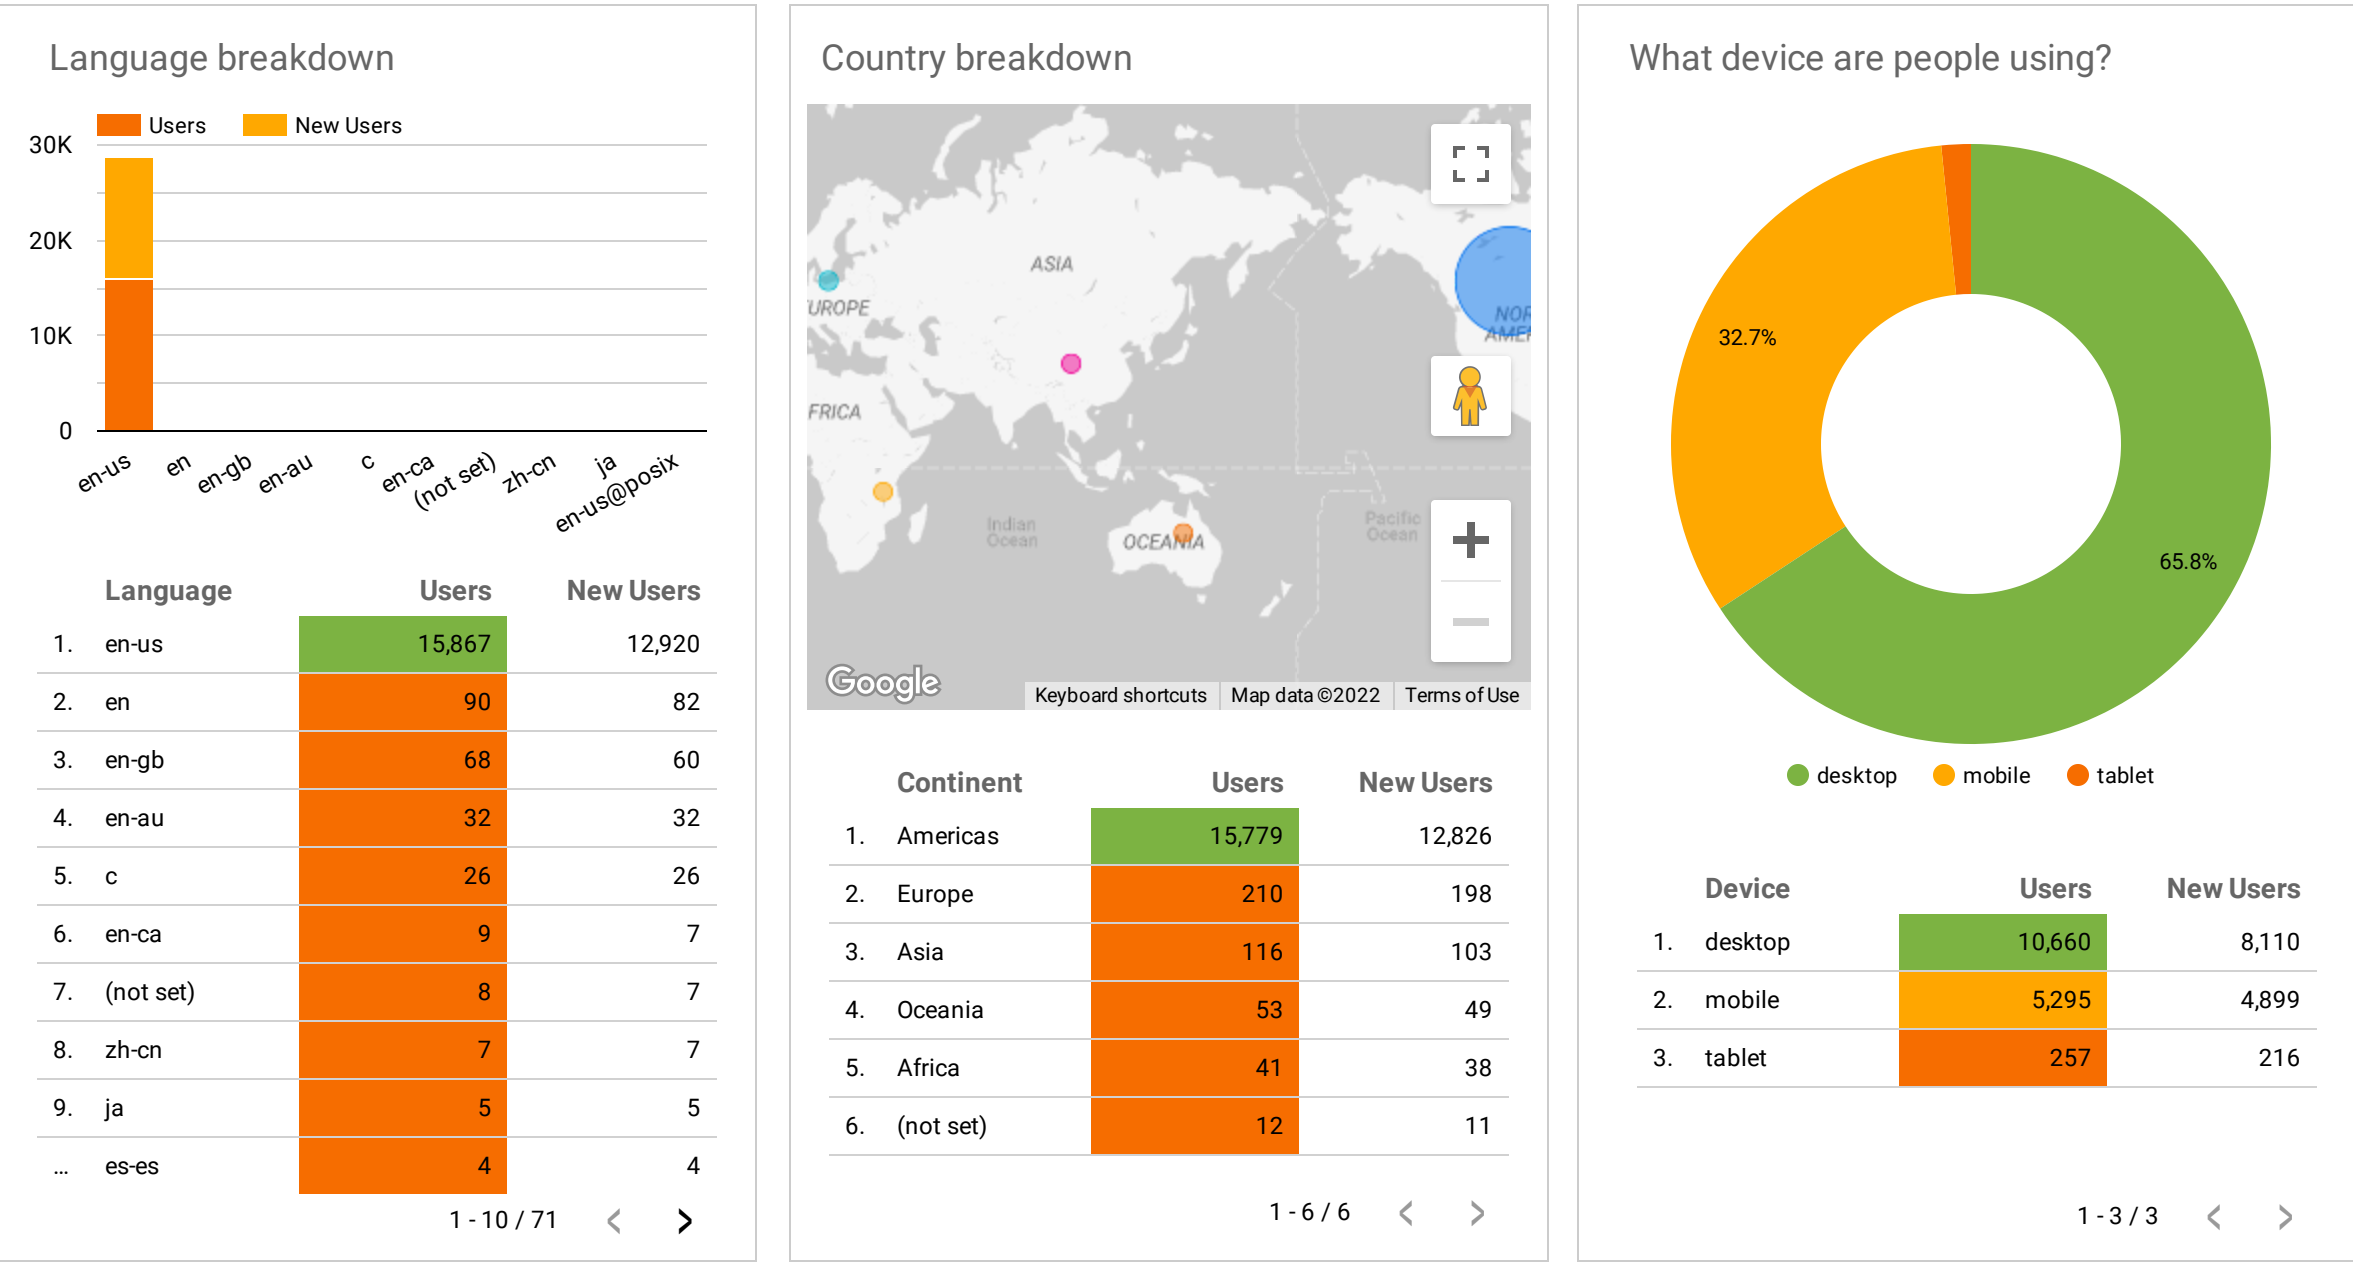 Language breakdown
Users New Users
30K
20K
10K
0
en-us en en-gb en-au c en-ca (not set) zh-cn ja en-us@posix
Language Users New Users
1. en-us 15,867 12,920
2. en 90 82
3. en-gb 68 60
4. en-au 32 32
5. c 26 26
6. en-ca 9 7
7. (not set) 8 7
8. zh-cn 7 7
9. ja 5 5
... es-es 4 4
1 - 10 / 71
Country breakdown
ASIA
UROPE
NOR
AMER
FRICA
Indian
Ocean
OCEANIA
Pacific
Ocean
Google
Keyboard shortcuts Map data ©2022 Terms of Use
Continent Users New Users
1. Americas 15,779 12,826
2. Europe 210 198
3. Asia 116 103
4. Oceania 53 49
5. Africa 41 38
6. (not set) 12 11
1 - 6 / 6
What device are people using?
32.7%
65.8%
desktop mobile tablet
Device Users New Users
1. desktop 10,660 8,110
2. mobile 5,295 4,899
3. tablet 257 216
1 - 3 / 3